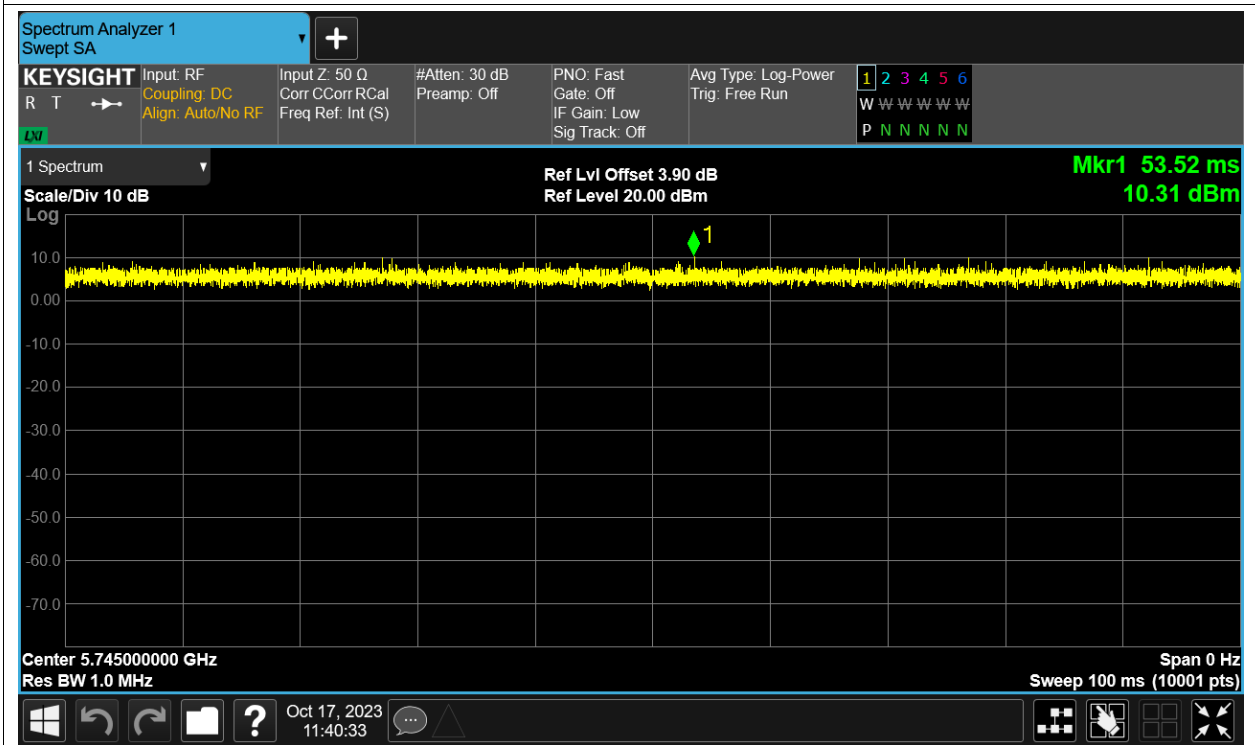 Spectrum Analyzer 1
Swept SA
KEYSIGHT
R T
LXI
Input: RF
Coupling: DC
Align: Auto/No RF
Input Z: 50 Ω
Corr CCorr RCal
Freq Ref: Int (S)
#Atten: 30 dB
Preamp: Off
PNO: Fast
Gate: Off
IF Gain: Low
Sig Track: Off
Avg Type: Log-Power
Trig: Free Run
1 2 3 4 5 6
W W W W W W
P N N N N N
1 Spectrum
Scale/Div 10 dB
Ref Lvl Offset 3.90 dB
Ref Level 20.00 dBm
Mkr1 53.52 ms
10.31 dBm
Log
1
10.0
0.00
-10.0
-20.0
-30.0
-40.0
-50.0
-60.0
-70.0
Center 5.745000000 GHz
Res BW 1.0 MHz
Span 0 Hz
Sweep 100 ms (10001 pts)
?
Oct 17, 2023
11:40:33